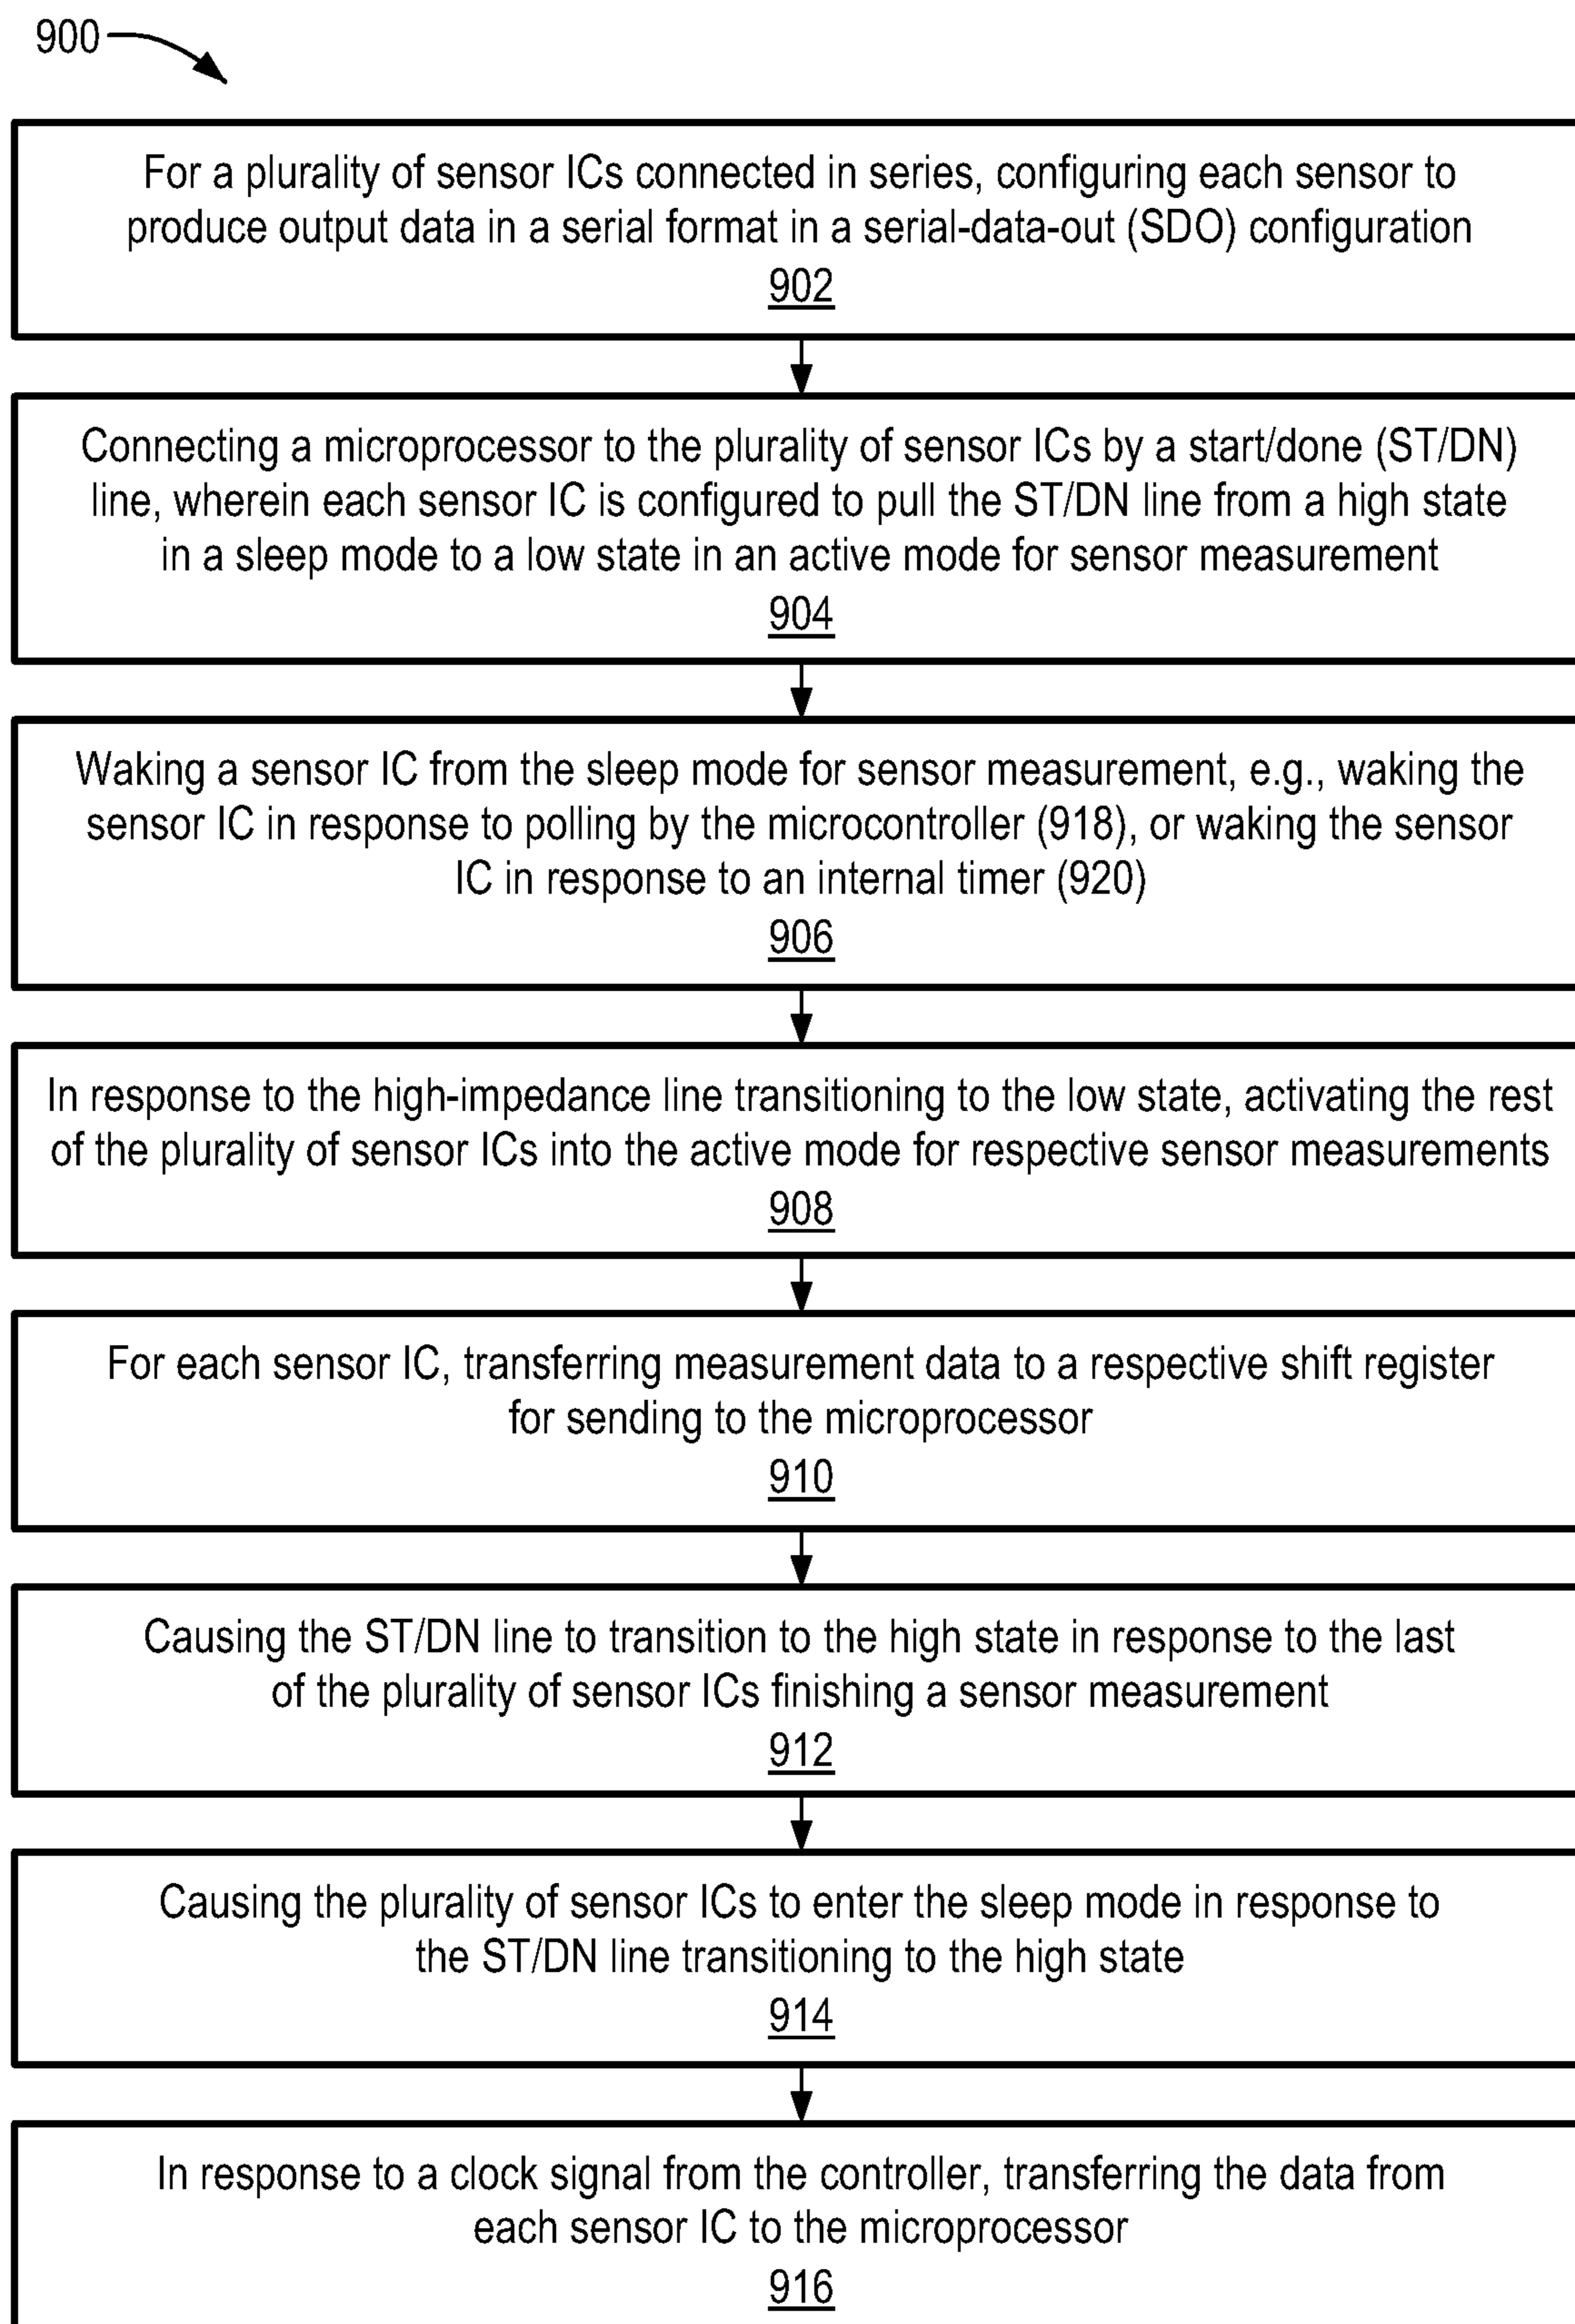 900
For a plurality of sensor ICs connected in series, configuring each sensor to
produce output data in a serial format in a serial-data-out (SDO) configuration
902
Connecting a microprocessor to the plurality of sensor ICs by a start/done (ST/DN)
line, wherein each sensor IC is configured to pull the ST/DN line from a high state
in a sleep mode to a low state in an active mode for sensor measurement
904
Waking a sensor IC from the sleep mode for sensor measurement, e.g., waking the
sensor IC in response to polling by the microcontroller (918), or waking the sensor
IC in response to an internal timer (920)
906
In response to the high-impedance line transitioning to the low state, activating the rest
of the plurality of sensor ICs into the active mode for respective sensor measurements
908
For each sensor IC, transferring measurement data to a respective shift register
for sending to the microprocessor
910
Causing the ST/DN line to transition to the high state in response to the last
of the plurality of sensor ICs finishing a sensor measurement
912
Causing the plurality of sensor ICs to enter the sleep mode in response to
the ST/DN line transitioning to the high state
914
In response to a clock signal from the controller, transferring the data from
each sensor IC to the microprocessor
916